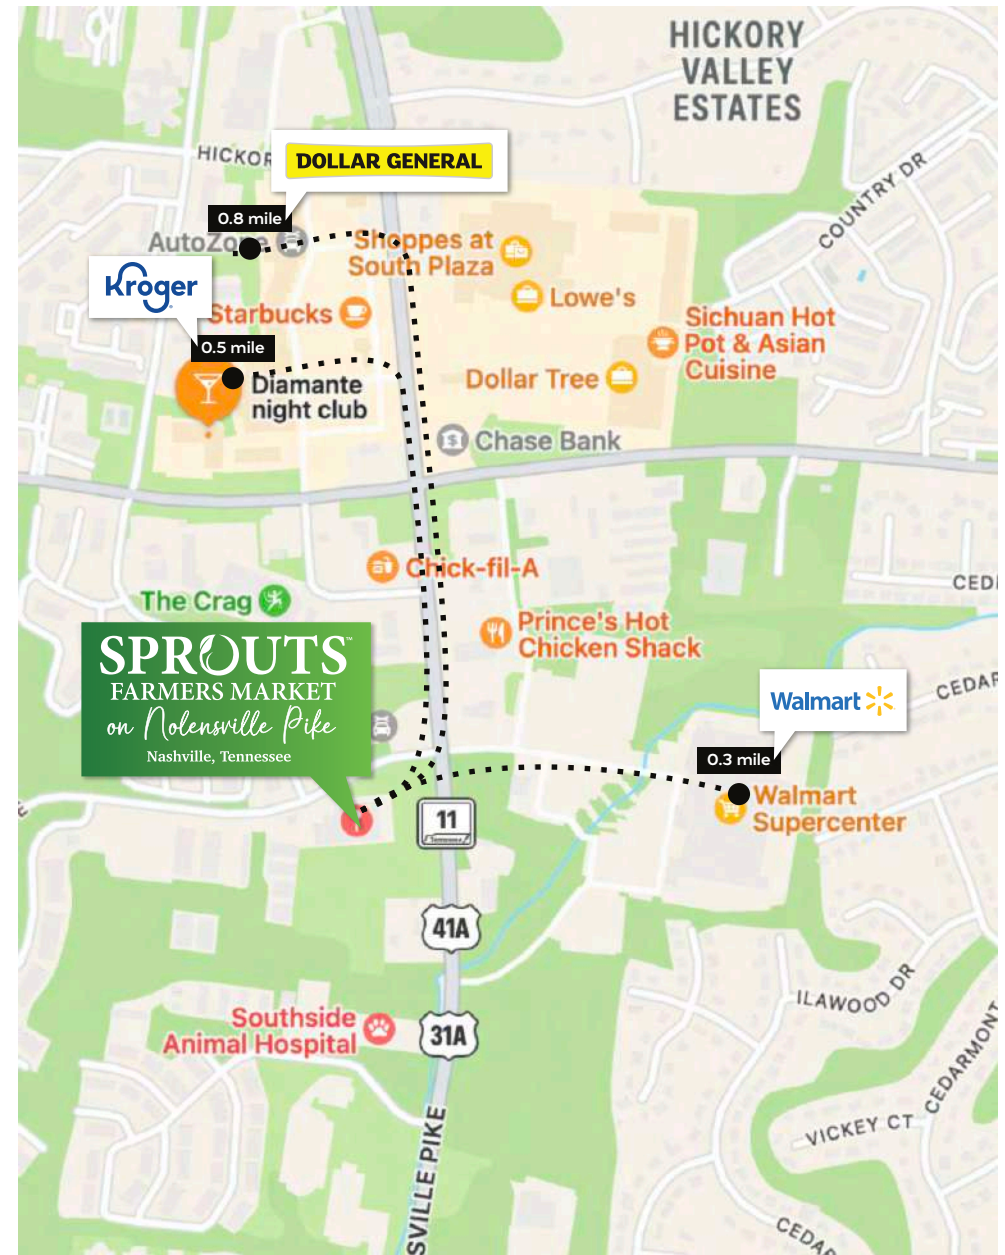 HICKORY
VALLEY
ESTATES
HICKOR
DOLLAR GENERAL
COUNTRY DR
0.8 mile
AutoZone
Shoppes at
South Plaza
Kroger
Lowe's
Starbucks
Sichuan Hot
Pot & Asian
Cuisine
0.5 mile
Diamante
night club
Dollar Tree
Chase Bank
Chick-fil-A
CED
The Crag
Prince's Hot
Chicken Shack
SPROUTS™
FARMERS MARKET
on Nolensville Pike
Nashville, Tennessee
CEDAR
Walmart
0.3 mile
Walmart
Supercenter
11
TENNESSEE
41A
ILAWOOD DR
Southside
Animal Hospital
31A
CEDARMONT
VICKEY CT
SVILLE PIKE
CEDAR